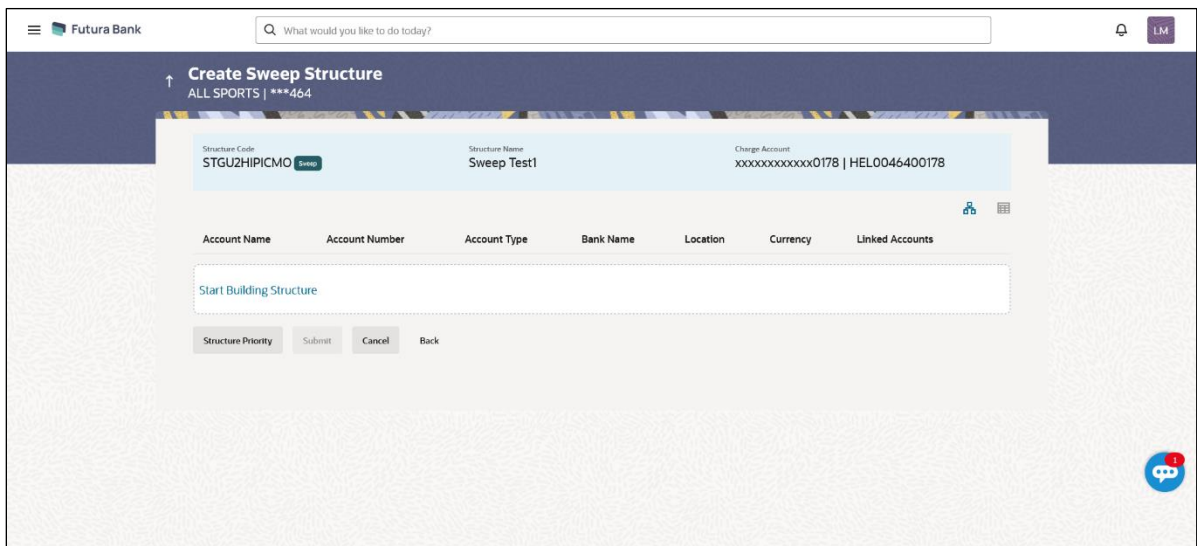 Futura Bank
What would you like to do today?
LM
Create Sweep Structure
ALL SPORTS | ***464
Structure Code Structure Name Charge Account
STGU2HIPICMO Sweep Sweep Test1 xxxxxxxxxxxx0178 | HEL0046400178
Account Name Account Number Account Type Bank Name Location Currency Linked Accounts
Start Building Structure
Structure Priority Submit Cancel Back
1